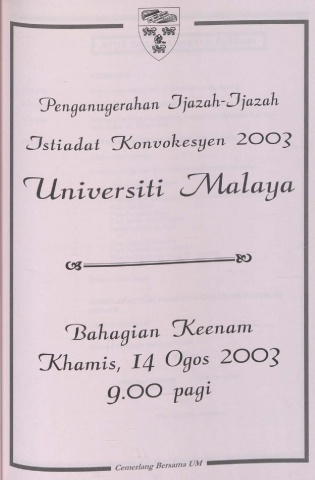 Penganugerahan Ijazah-Ijazah
Istiadat Konvokesyen 2003
Universiti Malaya
Bahagian Keenam
Khamis, 14 Ogos 2003
9.00 pagi
Cemerlang Bersama UM